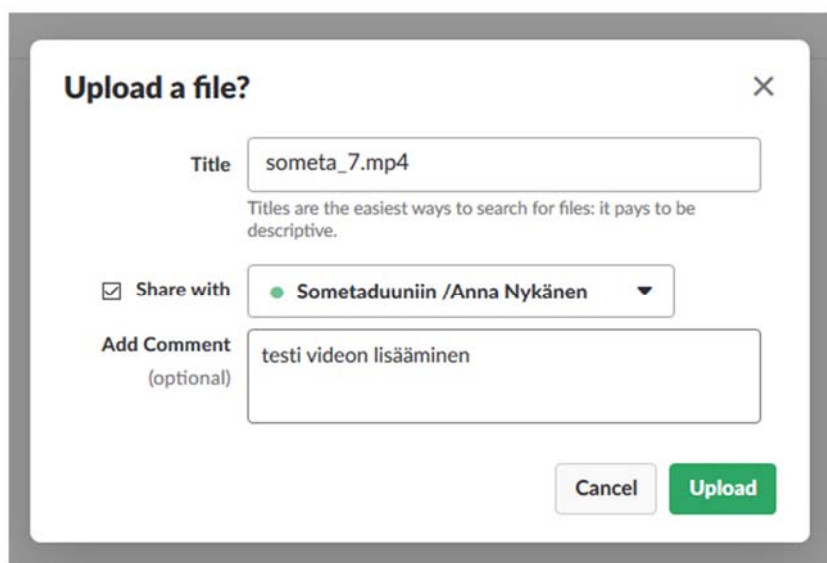 Upload a file?
Title
someta_7.mp4
Titles are the easiest ways to search for files: it pays to be
descriptive.
Share with
Sometaduuniin /Anna Nykänen
Add Comment
(optional)
testi videon lisääminen
Cancel
Upload